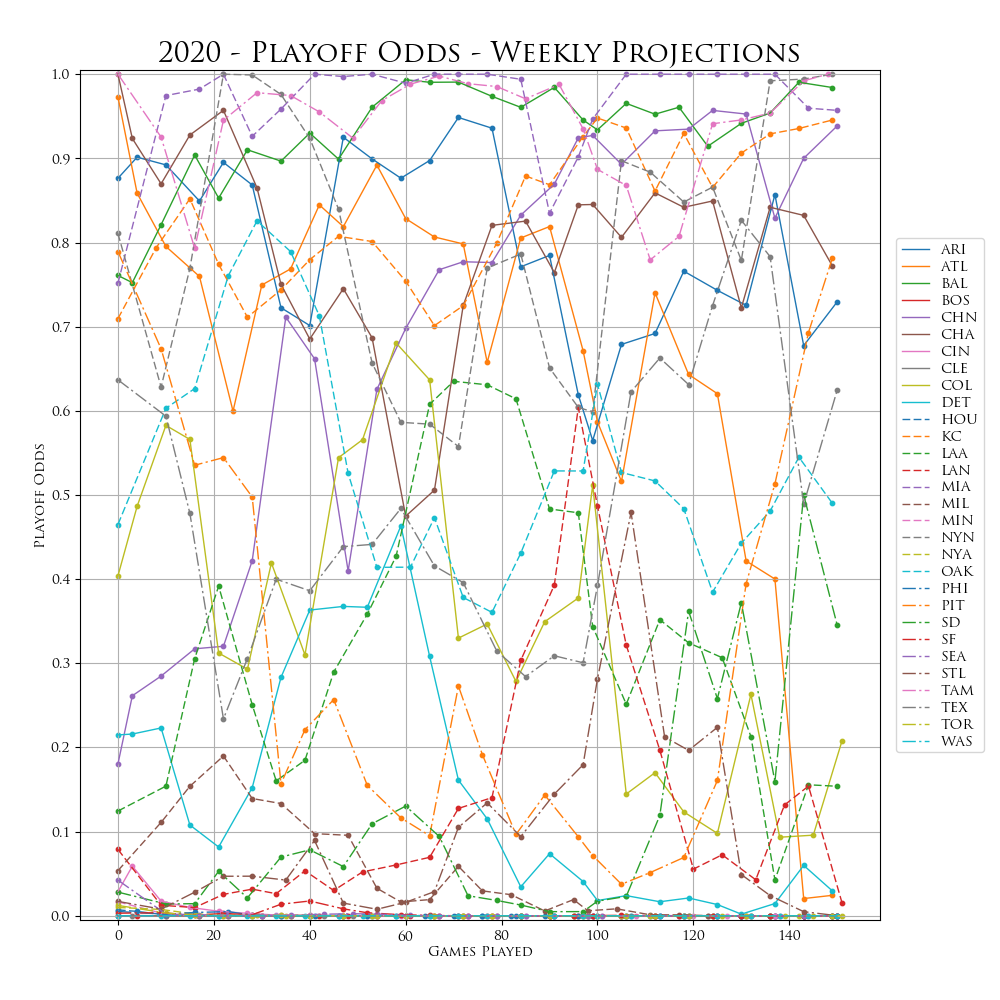 2020 - Playoff Odds - Weekly Projections
1.0
0.9
0.8
0.7
0.6
0.5
0.4
0.3
0.2
0.1
0.0
Playoff Odds
0 20 40 60 80 100 120 140
Games Played
ARI
ATL
BAL
BOS
CHN
CHA
CIN
CLE
COL
DET
HOU
KC
LAA
LAN
MIA
MIL
MIN
NYN
NYA
OAK
PHI
PIT
SD
SF
SEA
STL
TAM
TEX
TOR
WAS